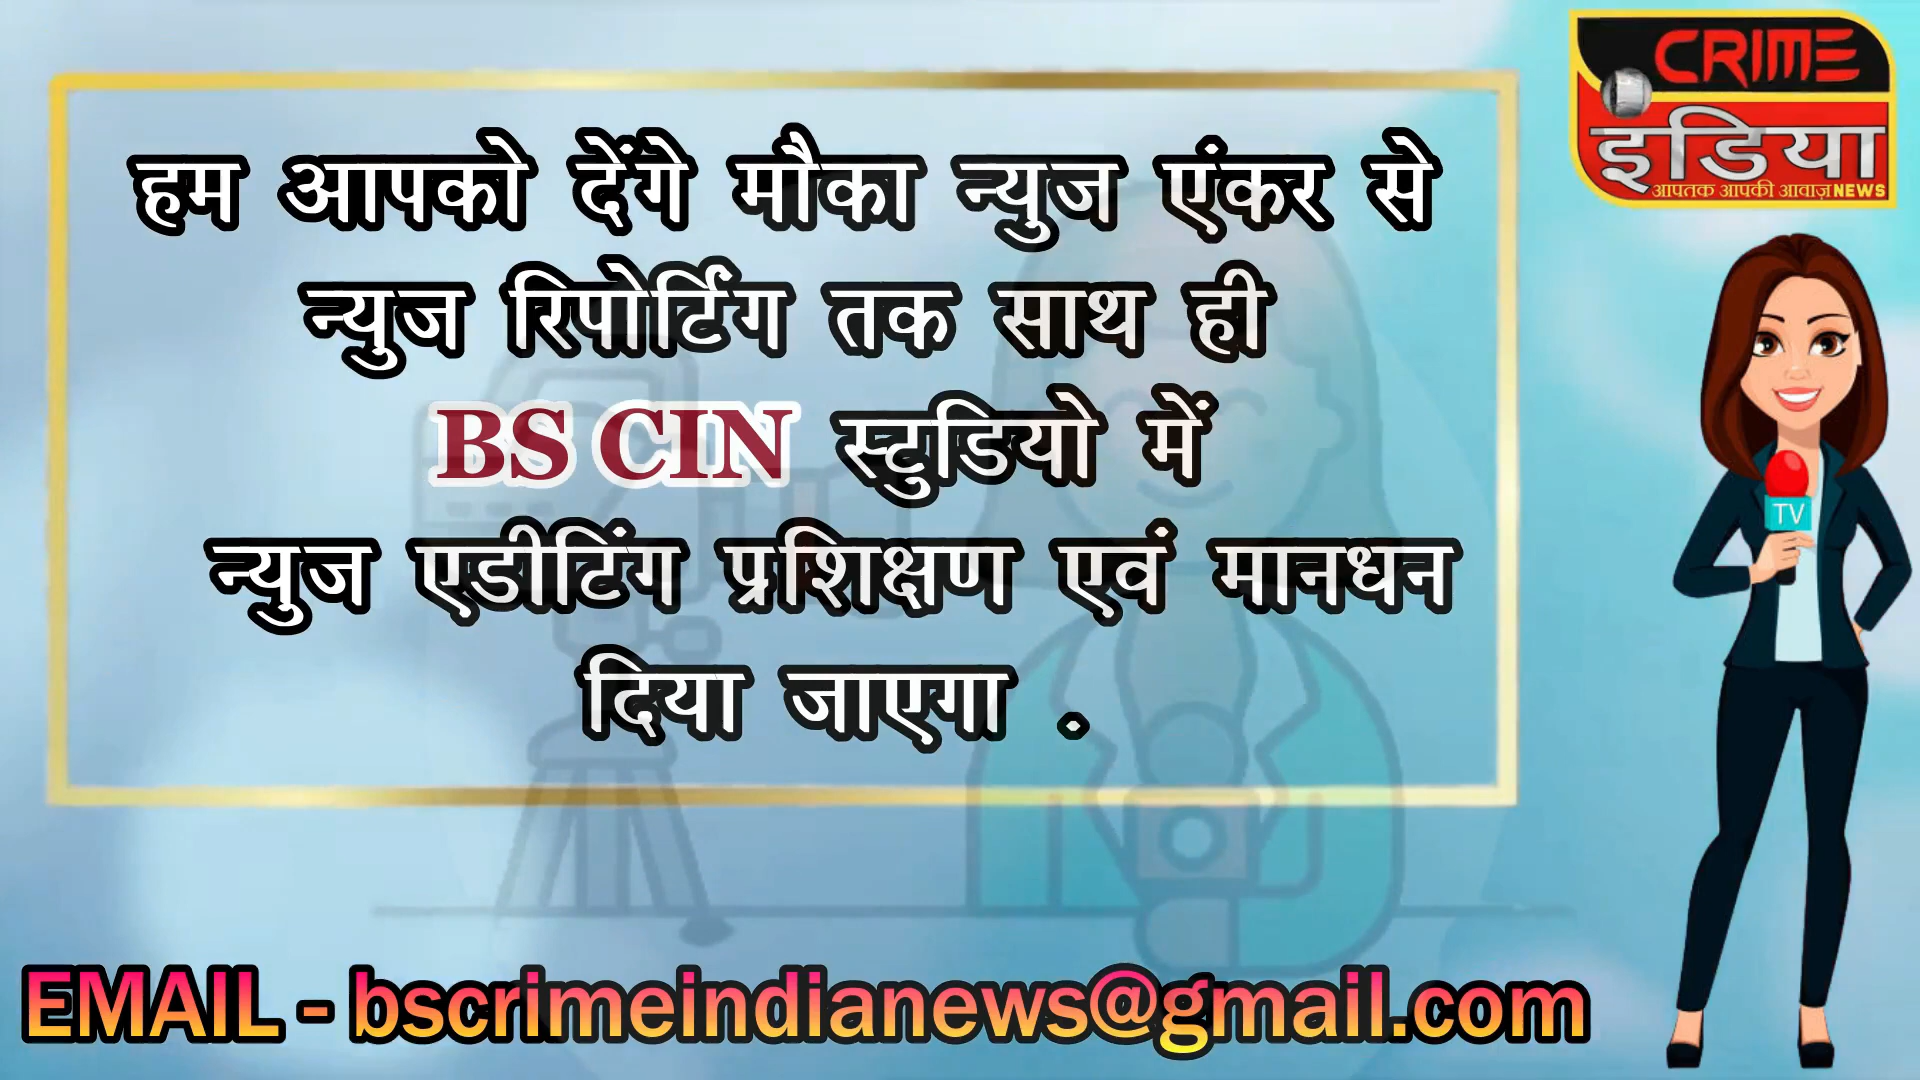 CRIME
इंडिया
आपतक आपकी आवाज़ NEWS
हम आपको देंगे मौका न्युज एंकर से
न्युज रिपोर्टिंग तक साथ ही
BS CIN स्टुडियो में
न्युज एडीटिंग प्रशिक्षण एवं मानधन
दिया जाएगा .
TV
EMAIL - bscrimeindianews@gmail.com